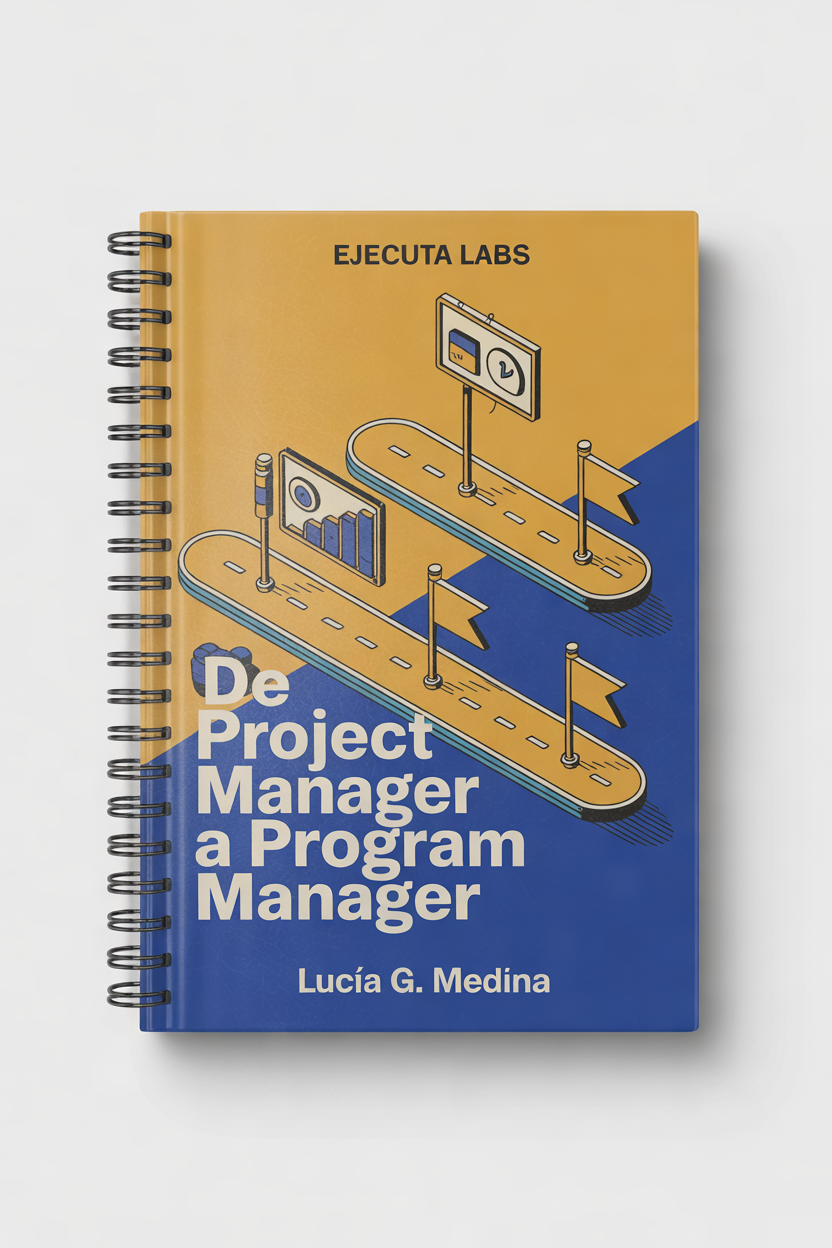 EJECUTA LABS
De
Project
Manager
a Program
Manager
Lucía G. Medina